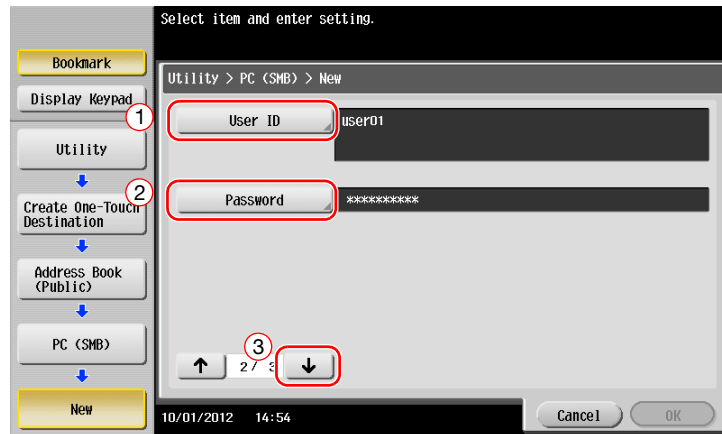 Select item and enter setting.
Bookmark
Display Keypad
Utility > PC (SMB) > New
1
User ID
user01
Utility
2
Password
**********
Create One-Touch
Destination
Address Book
(Public)
PC (SMB)
3
↑ 2/ 3 ↓
New
10/01/2012 14:54
Cancel
OK